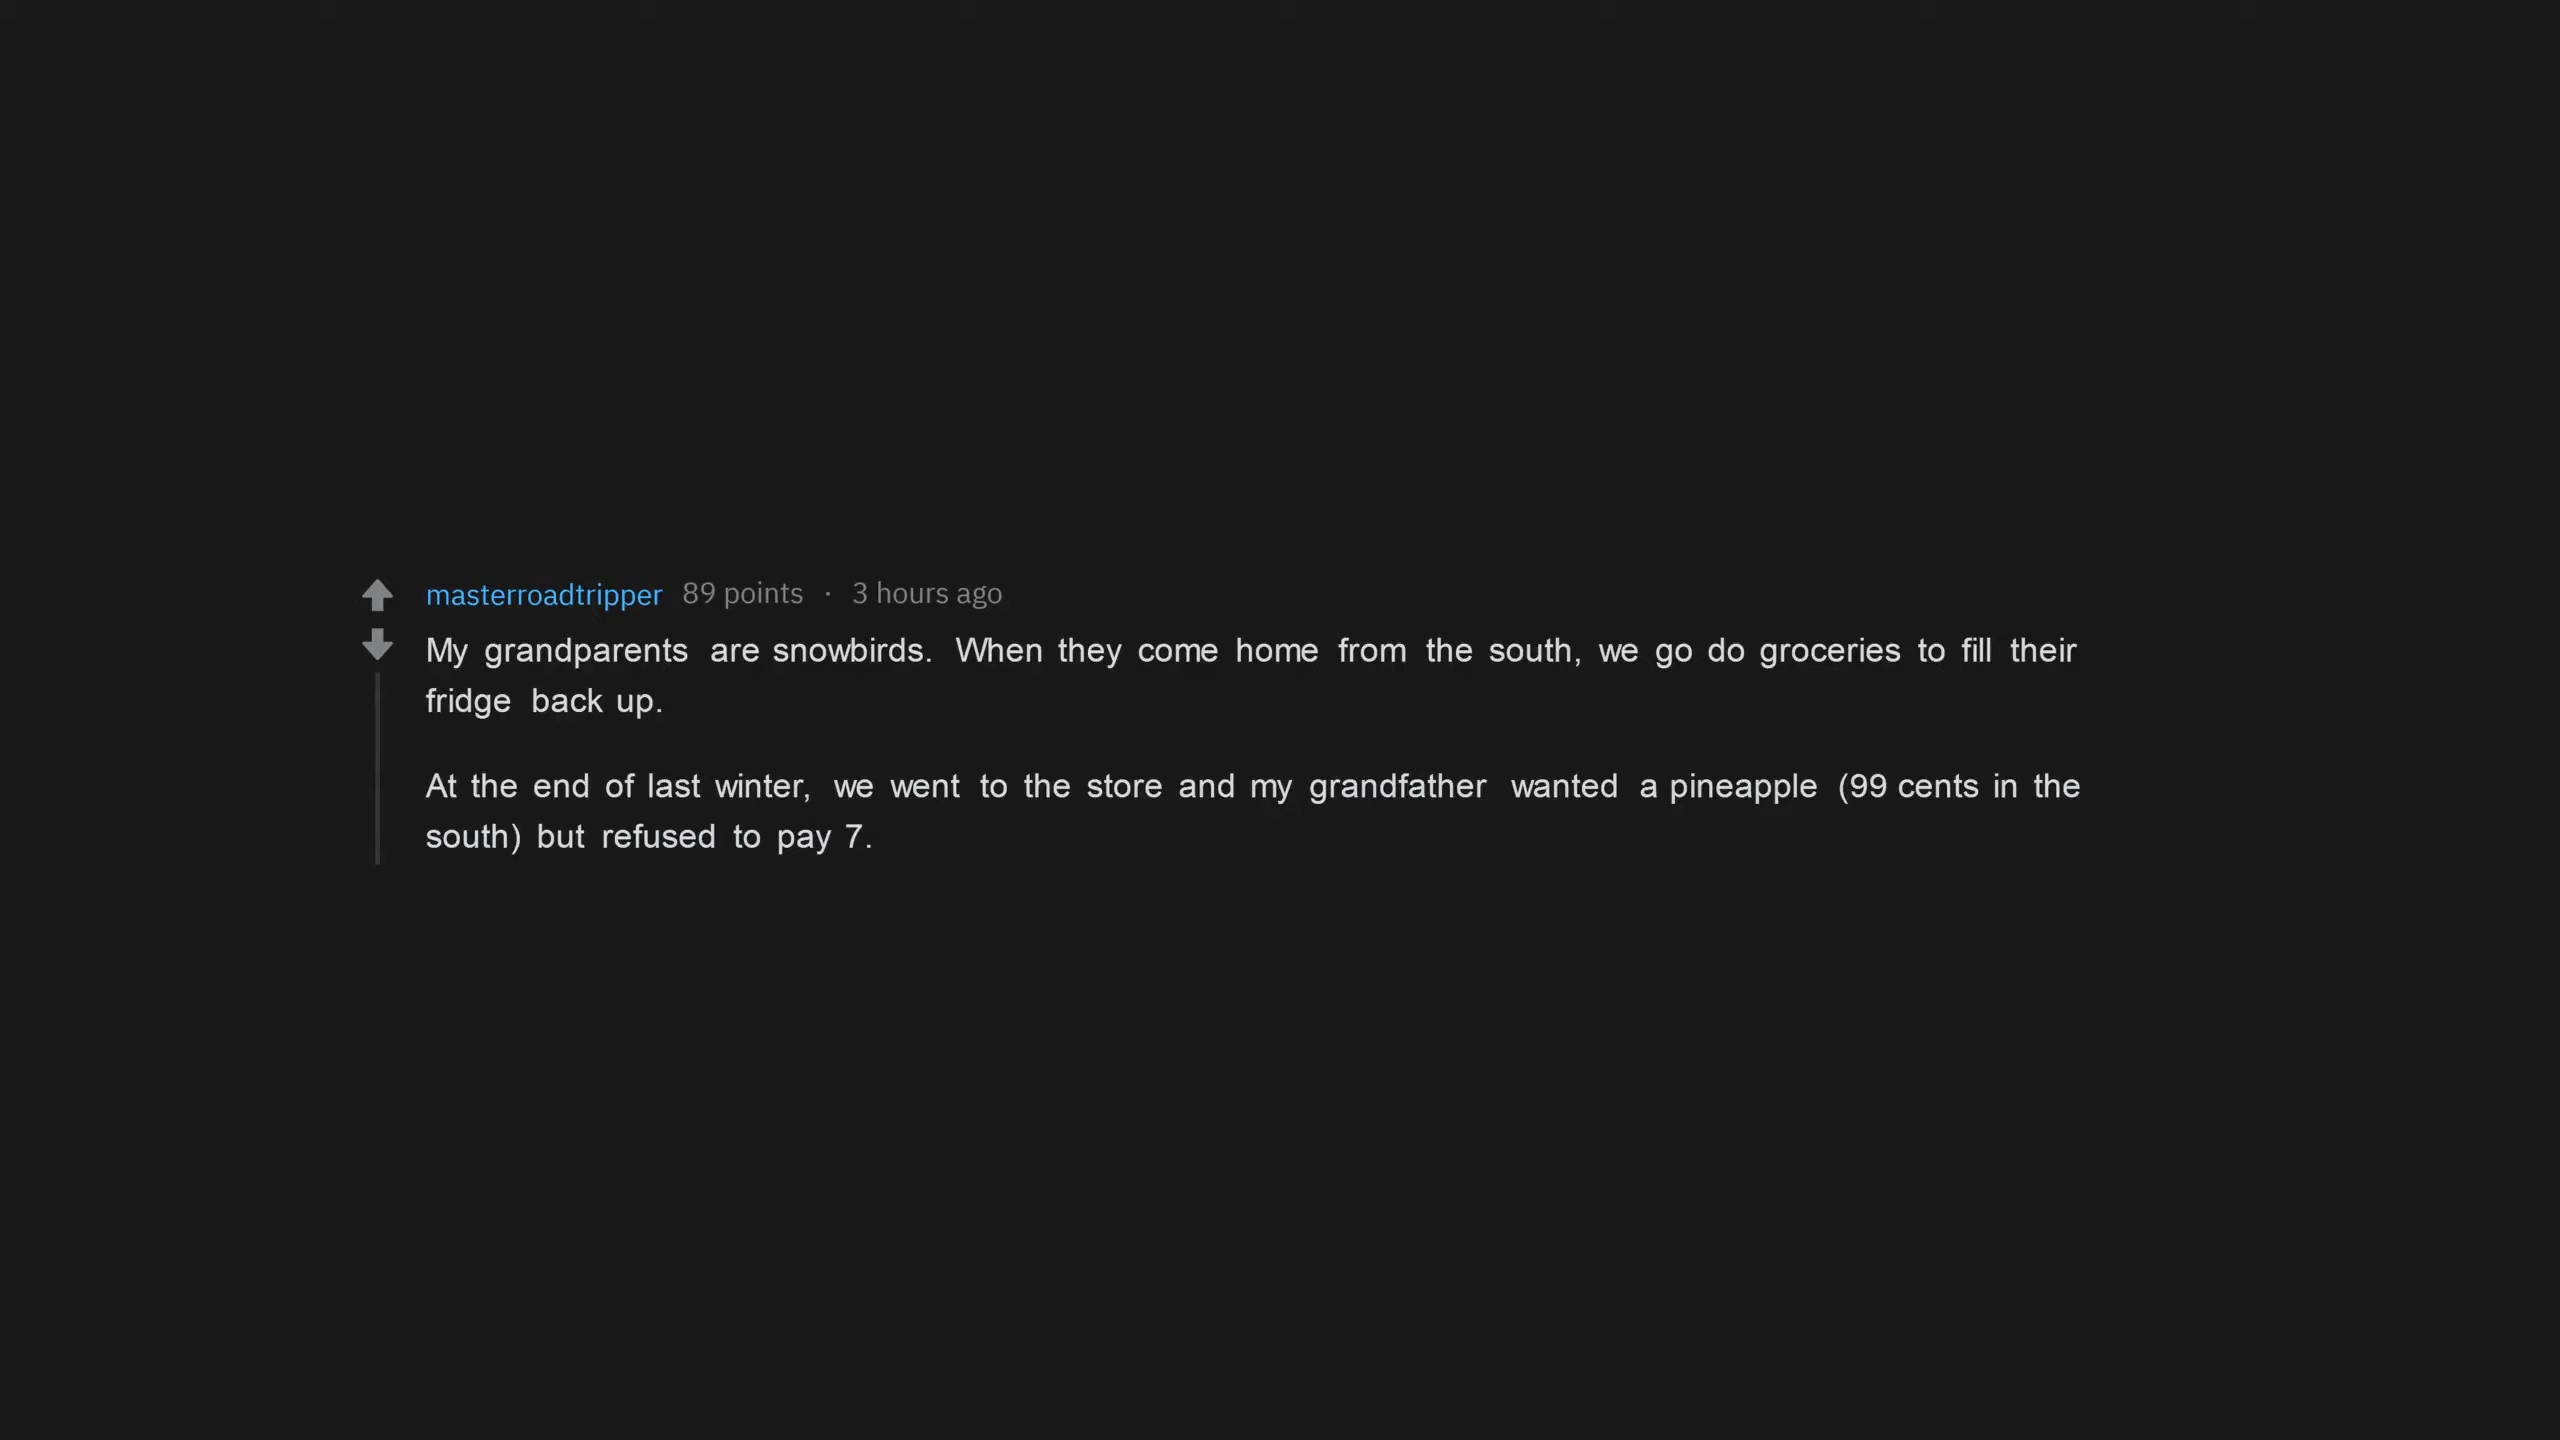 masterroadtripper 89 points · 3 hours ago
My grandparents are snowbirds. When they come home from the south, we go do groceries to fill their
fridge back up.
At the end of last winter, we went to the store and my grandfather wanted a pineapple (99 cents in the
south) but refused to pay 7.